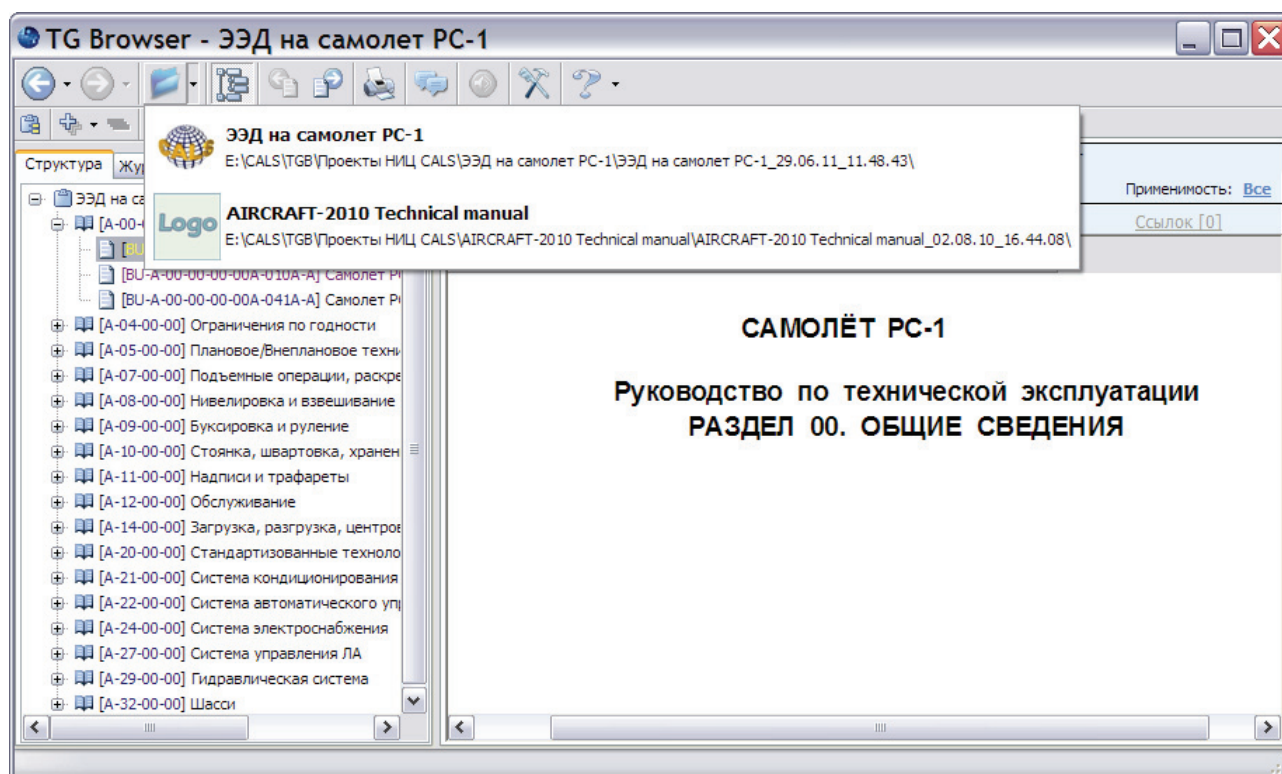 TG Browser - ЭЭД на самолет РС-1
ЭЭД на самолет РС-1
E:\CALS\TGB\Проекты НИЦ CALS\ЭЭД на самолет РС-1\ЭЭД на самолет РС-1_29.06.11_11.48.43\
Logo
AIRCRAFT-2010 Technical manual
E:\CALS\TGB\Проекты НИЦ CALS\AIRCRAFT-2010 Technical manual\AIRCRAFT-2010 Technical manual_02.08.10_16.44.08\
Применимость: Все
Ссылок [0]
Структура
ЭЭД на са
[BU-A-00-00-00-00A-010A-A] Самолет Р
[BU-A-00-00-00-00A-041A-A] Самолет Р
[A-04-00-00] Ограничения по годности
[A-05-00-00] Плановое/Внеплановое техни
[A-07-00-00] Подъемные операции, раскре
[A-08-00-00] Нивелировка и взвешивание
[A-09-00-00] Буксировка и руление
[A-10-00-00] Стоянка, швартовка, хранен
[A-11-00-00] Надписи и трафареты
[A-12-00-00] Обслуживание
[A-14-00-00] Загрузка, разгрузка, центров
[A-20-00-00] Стандартизованные техноло
[A-21-00-00] Система кондиционирования
[A-22-00-00] Система автоматического упр
[A-24-00-00] Система электроснабжения
[A-27-00-00] Система управления ЛА
[A-29-00-00] Гидравлическая система
[A-32-00-00] Шасси
САМОЛЁТ РС-1
Руководство по технической эксплуатации
РАЗДЕЛ 00. ОБЩИЕ СВЕДЕНИЯ